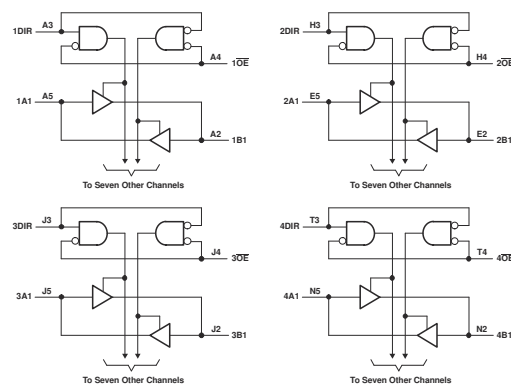 1DIR A3
A4 1OE
1A1 A5
A2 1B1
To Seven Other Channels
2DIR H3
H4 2OE
2A1 E5
E2 2B1
To Seven Other Channels
3DIR J3
J4 3OE
3A1 J5
J2 3B1
To Seven Other Channels
4DIR T3
T4 4OE
4A1 N5
N2 4B1
To Seven Other Channels